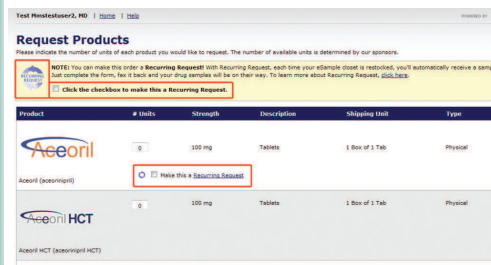 Test Mmstestuser2, MD | Home | Help
POWERED BY
Request Products
Please indicate the number of units of each product you would like to request. The number of available units is determined by our sponsors.
RECURRING REQUEST
NOTE: You can make this order a Recurring Request! With Recurring Request, each time your eSample closet is restocked, you'll automatically receive a samp
Just complete the form, fax it back and your drug samples will be on their way. To learn more about Recurring Request, click here.
Click the checkbox to make this a Recurring Request.
Product # Units Strength Description Shipping Unit Type
Aceoril 0 100 mg Tablets 1 Box of 1 Tab Physical
Make this a Recurring Request
Aceoril (aceorinipril)
Aceoril HCT 0 100 mg Tablets 1 Box of 1 Tab Physical
Aceoril HCT (aceorinipril HCT)